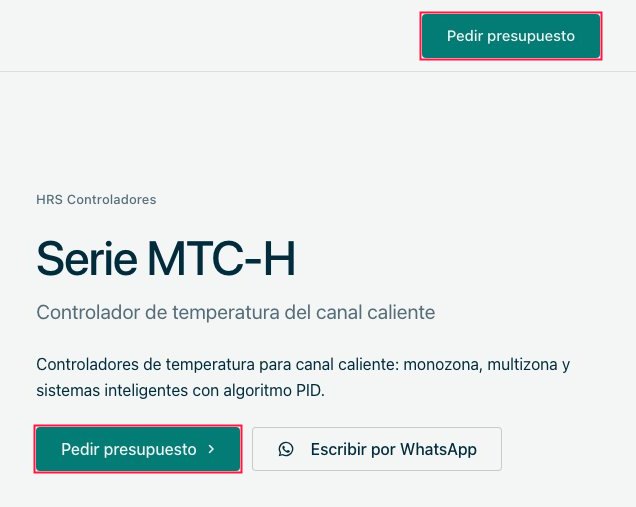 Pedir presupuesto
HRS Controladores
Serie MTC-H
Controlador de temperatura del canal caliente
Controladores de temperatura para canal caliente: monozona, multizona y
sistemas inteligentes con algoritmo PID.
Pedir presupuesto
Escribir por WhatsApp